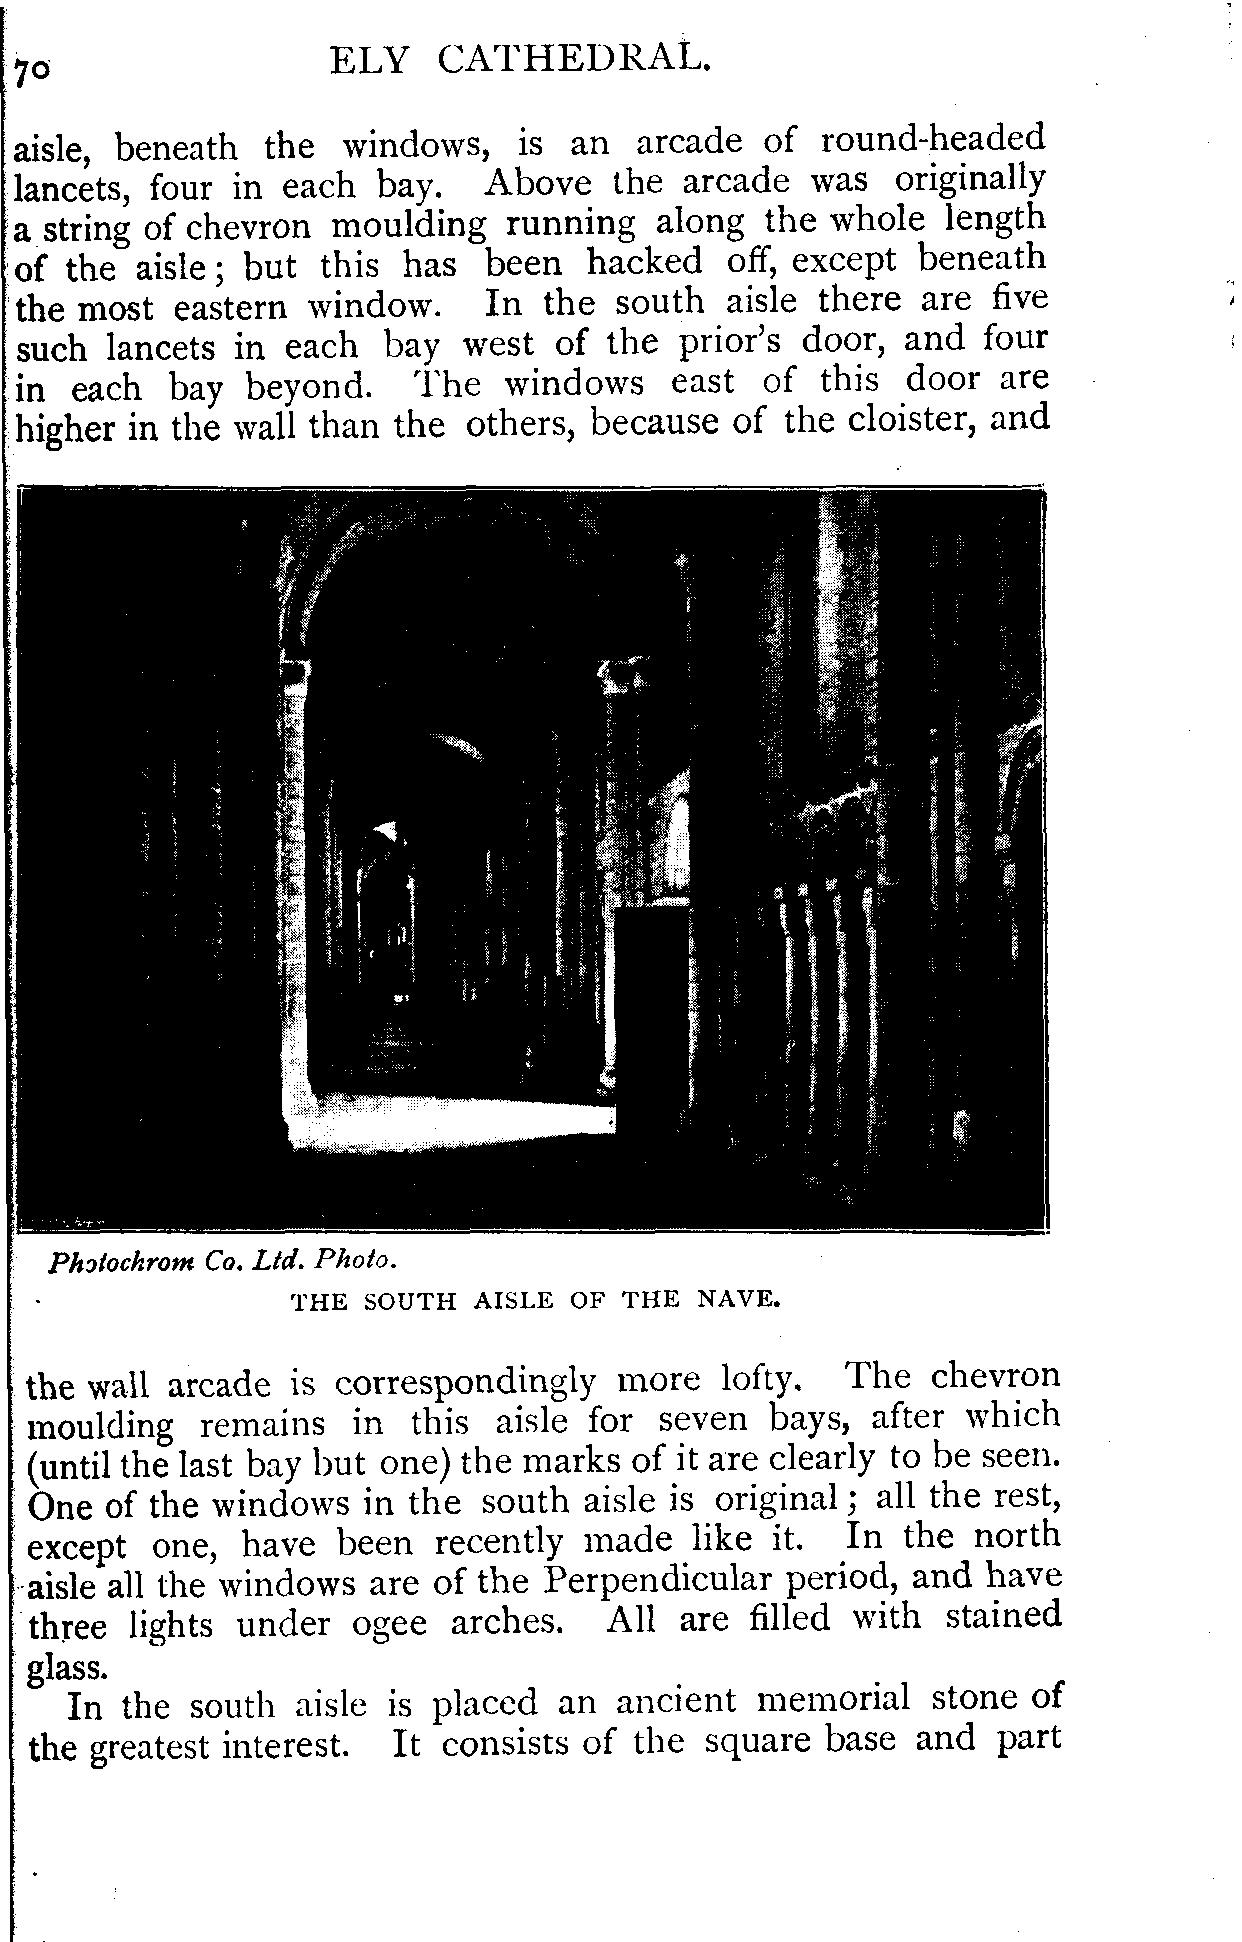 70
ELY CATHEDRAL.
aisle, beneath the windows, is an arcade of round-headed
lancets, four in each bay. Above the arcade was originally
a string of chevron moulding running along the whole length
of the aisle; but this has been hacked off, except beneath
the most eastern window. In the south aisle there are five
such lancets in each bay west of the prior's door, and four
in each bay beyond. The windows east of this door are
higher in the wall than the others, because of the cloister, and
Photochrom Co. Ltd. Photo.
THE SOUTH AISLE OF THE NAVE.
the wall arcade is correspondingly more lofty. The chevron
moulding remains in this aisle for seven bays, after which
(until the last bay but one) the marks of it are clearly to be seen.
One of the windows in the south aisle is original; all the rest,
except one, have been recently made like it. In the north
aisle all the windows are of the Perpendicular period, and have
three lights under ogee arches. All are filled with stained
glass.
In the south aisle is placed an ancient memorial stone of
the greatest interest. It consists of the square base and part